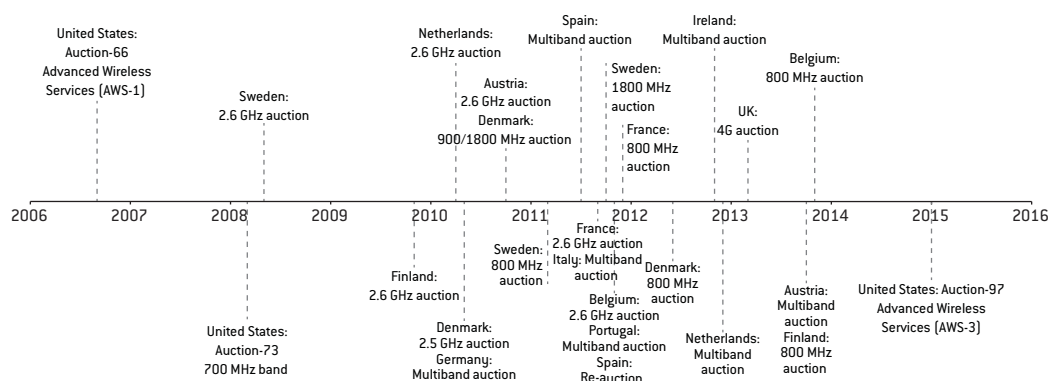 United States:
Auction-66
Advanced Wireless
Services (AWS-1)
Sweden:
2.6 GHz auction
Netherlands:
2.6 GHz auction
Austria:
2.6 GHz auction
Denmark:
900/1800 MHz auction
Spain:
Multiband auction
Sweden:
1800 MHz
auction
France:
800 MHz
auction
Ireland:
Multiband auction
UK:
4G auction
Belgium:
800 MHz auction
2006 2007 2008 2009 2010 2011 2012 2013 2014 2015 2016
United States:
Auction-73
700 MHz band
Finland:
2.6 GHz auction
Denmark:
2.5 GHz auction
Germany:
Multiband auction
Sweden:
800 MHz
auction
France:
2.6 GHz auction
Italy: Multiband
auction
Belgium:
2.6 GHz auction
Portugal:
Multiband auction
Spain:
Re-auction
Denmark:
800 MHz
auction
Netherlands:
Multiband
auction
Austria:
Multiband
auction
Finland:
800 MHz
auction
United States: Auction-97
Advanced Wireless
Services (AWS-3)